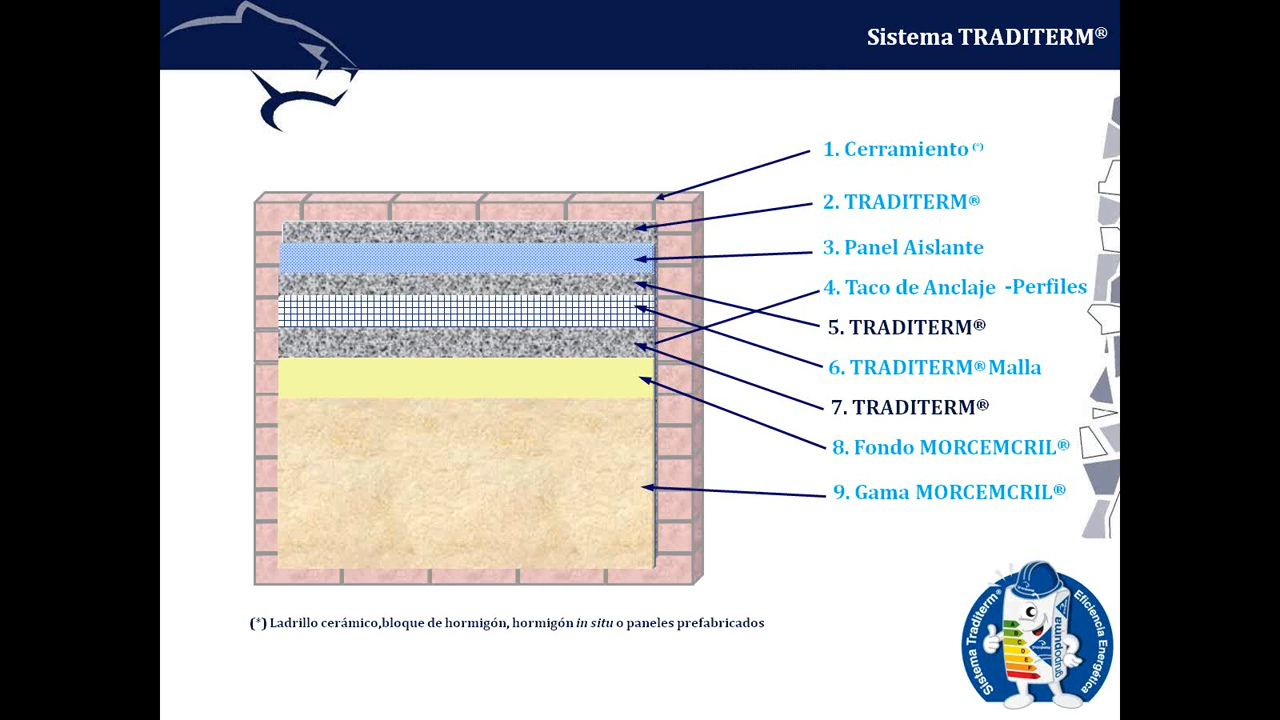 Sistema TRADITERM®
1. Cerramiento (*)
2. TRADITERM®
3. Panel Aislante
4. Taco de Anclaje -Perfiles
5. TRADITERM®
6. TRADITERM® Malla
7. TRADITERM®
8. Fondo MORCEMCRIL®
9. Gama MORCEMCRIL®
(*) Ladrillo cerámico,bloque de hormigón, hormigón in situ o paneles prefabricados
Sistema Traditerm®
Eficiencia Energética
grupopuma
A
B
C
D
E
F